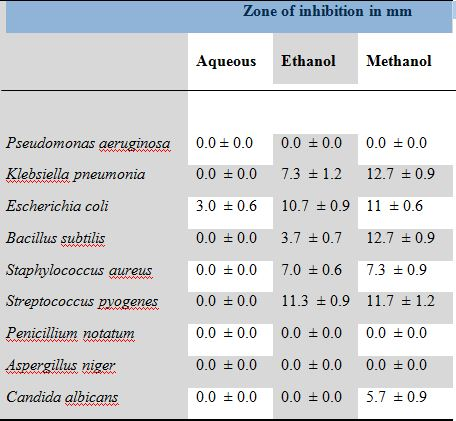 Zone of inhibition in mm
Aqueous Ethanol Methanol
Pseudomonas aeruginosa 0.0 ± 0.0 0.0 ± 0.0 0.0 ± 0.0
Klebsiella pneumonia 0.0 ± 0.0 7.3 ± 1.2 12.7 ± 0.9
Escherichia coli 3.0 ± 0.6 10.7 ± 0.9 11 ± 0.6
Bacillus subtilis 0.0 ± 0.0 3.7 ± 0.7 12.7 ± 0.9
Staphylococcus aureus 0.0 ± 0.0 7.0 ± 0.6 7.3 ± 0.9
Streptococcus pyogenes 0.0 ± 0.0 11.3 ± 0.9 11.7 ± 1.2
Penicillium notatum 0.0 ± 0.0 0.0 ± 0.0 0.0 ± 0.0
Aspergillus niger 0.0 ± 0.0 0.0 ± 0.0 0.0 ± 0.0
Candida albicans 0.0 ± 0.0 0.0 ± 0.0 5.7 ± 0.9